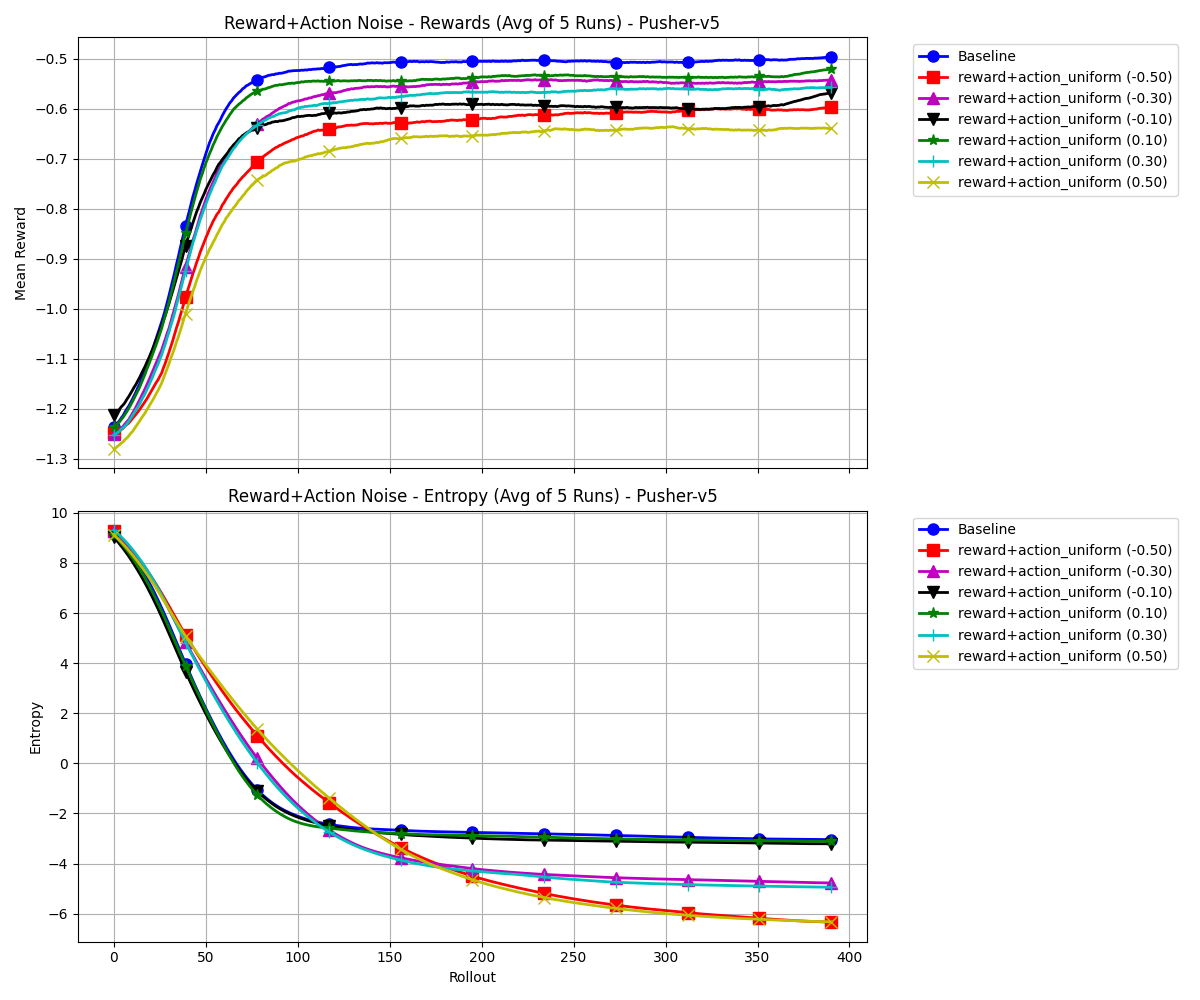 Reward+Action Noise - Rewards (Avg of 5 Runs) - Pusher-v5
Mean Reward
−0.5
−0.6
−0.7
−0.8
−0.9
−1.0
−1.1
−1.2
−1.3
Baseline
reward+action_uniform (-0.50)
reward+action_uniform (-0.30)
reward+action_uniform (-0.10)
reward+action_uniform (0.10)
reward+action_uniform (0.30)
reward+action_uniform (0.50)
Reward+Action Noise - Entropy (Avg of 5 Runs) - Pusher-v5
Entropy
10
8
6
4
2
0
−2
−4
−6
0 50 100 150 200 250 300 350 400
Rollout
Baseline
reward+action_uniform (-0.50)
reward+action_uniform (-0.30)
reward+action_uniform (-0.10)
reward+action_uniform (0.10)
reward+action_uniform (0.30)
reward+action_uniform (0.50)